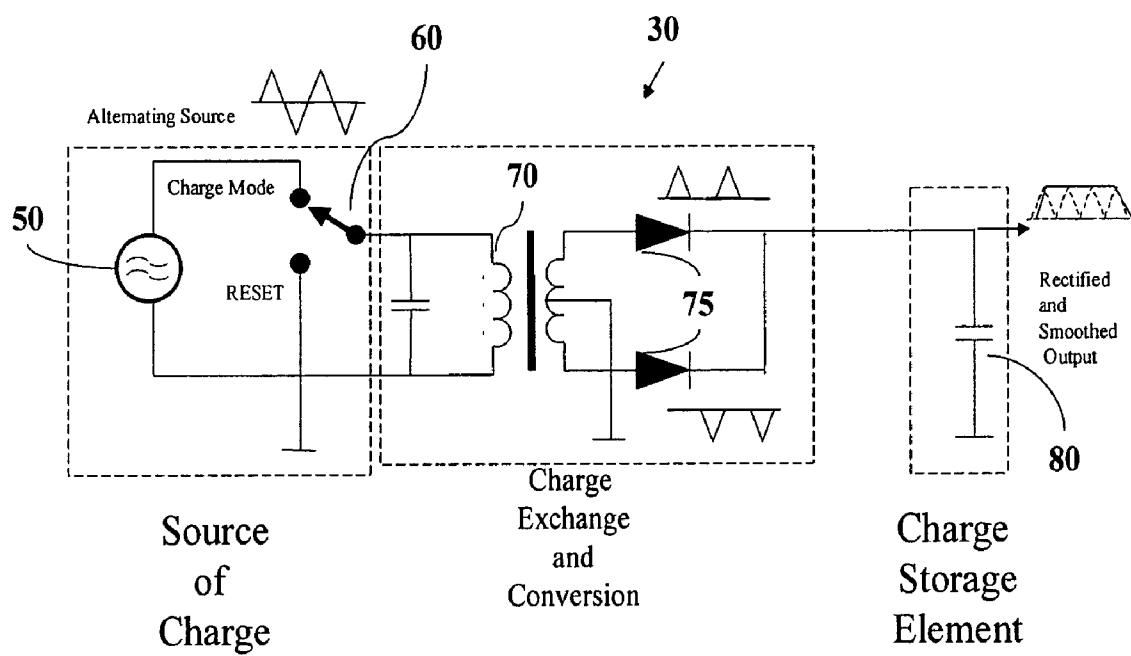 30
60
Alternating Source
Charge Mode
50
RESET
70
75
Rectified
and
Smoothed
Output
80
Source
of
Charge
Charge
Exchange
and
Conversion
Charge
Storage
Element